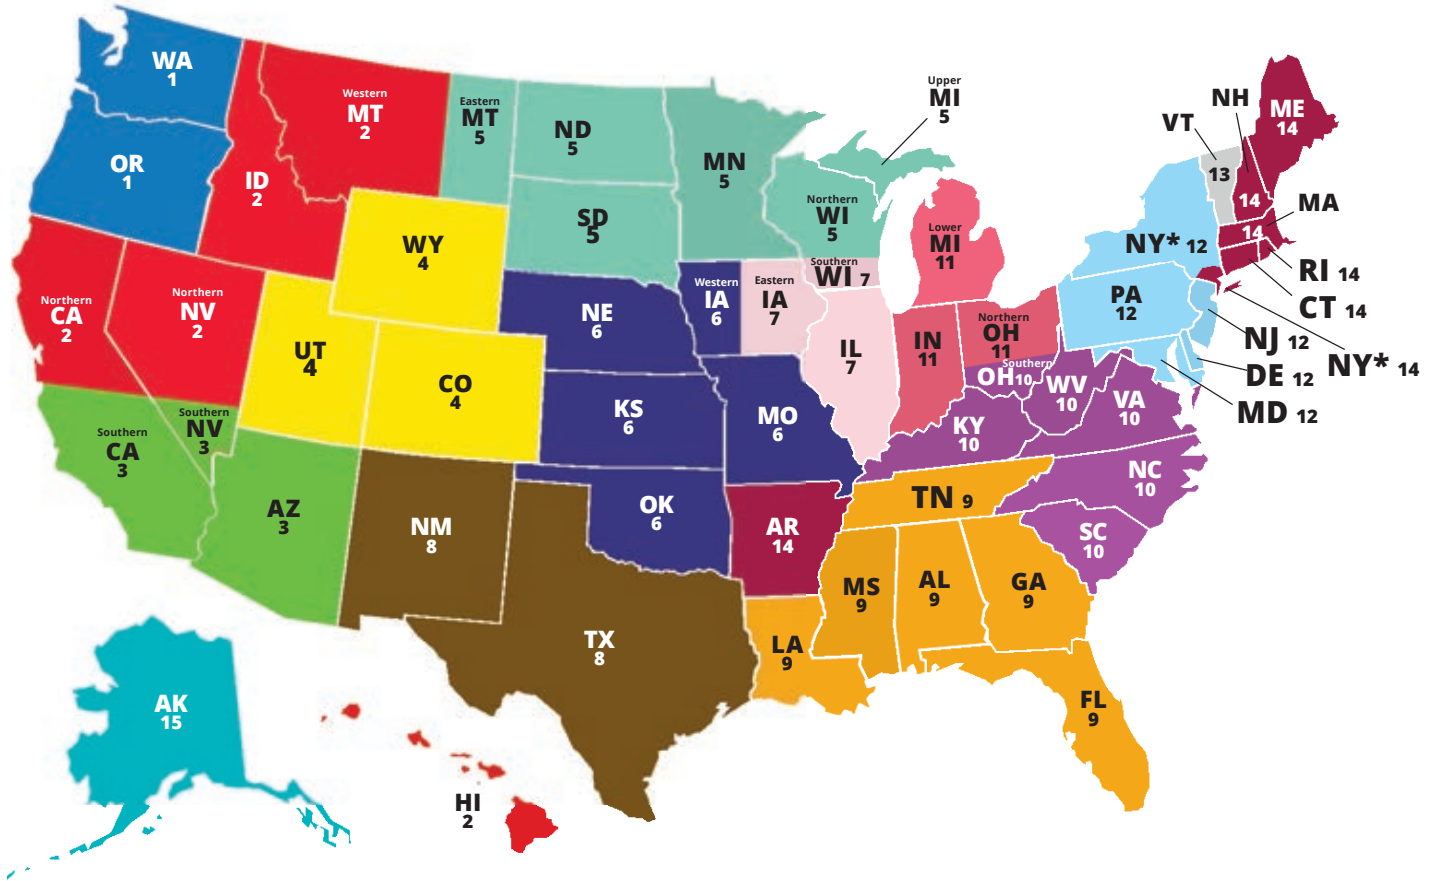 WA
1
OR
1
ID
2
Western
MT
2
Eastern
MT
5
ND
5
SD
5
MN
5
Upper
MI
5
Northern
WI
5
Southern
WI 7
Lower
MI
11
WY
4
Northern
CA
2
Northern
NV
2
UT
4
CO
4
NE
6
Western
IA
6
Eastern
IA
7
IL
7
IN
11
Northern
OH
11
Southern
OH10
WV
10
VA
10
KY
10
PA
12
NY* 12
VT
13
NH
14
ME
14
MA
14
RI 14
CT 14
NY* 14
NJ 12
DE 12
MD 12
Southern
CA
3
Southern
NV
3
AZ
3
NM
8
KS
6
MO
6
OK
6
AR
14
TN 9
NC
10
SC
10
MS
9
AL
9
GA
9
LA
9
TX
8
FL
9
AK
15
HI
2